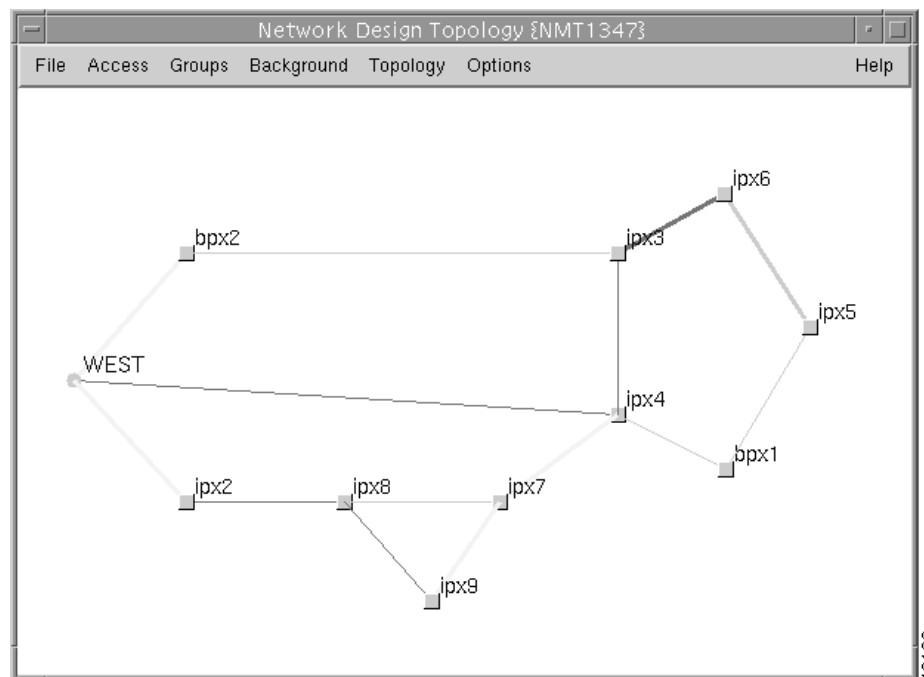 Network Design Topology {NMT1347}
File Access Groups Background Topology Options Help
ipx6
bpx2
ipx3
ipx5
WEST
ipx4
bpx1
ipx2
ipx8
ipx7
ipx9